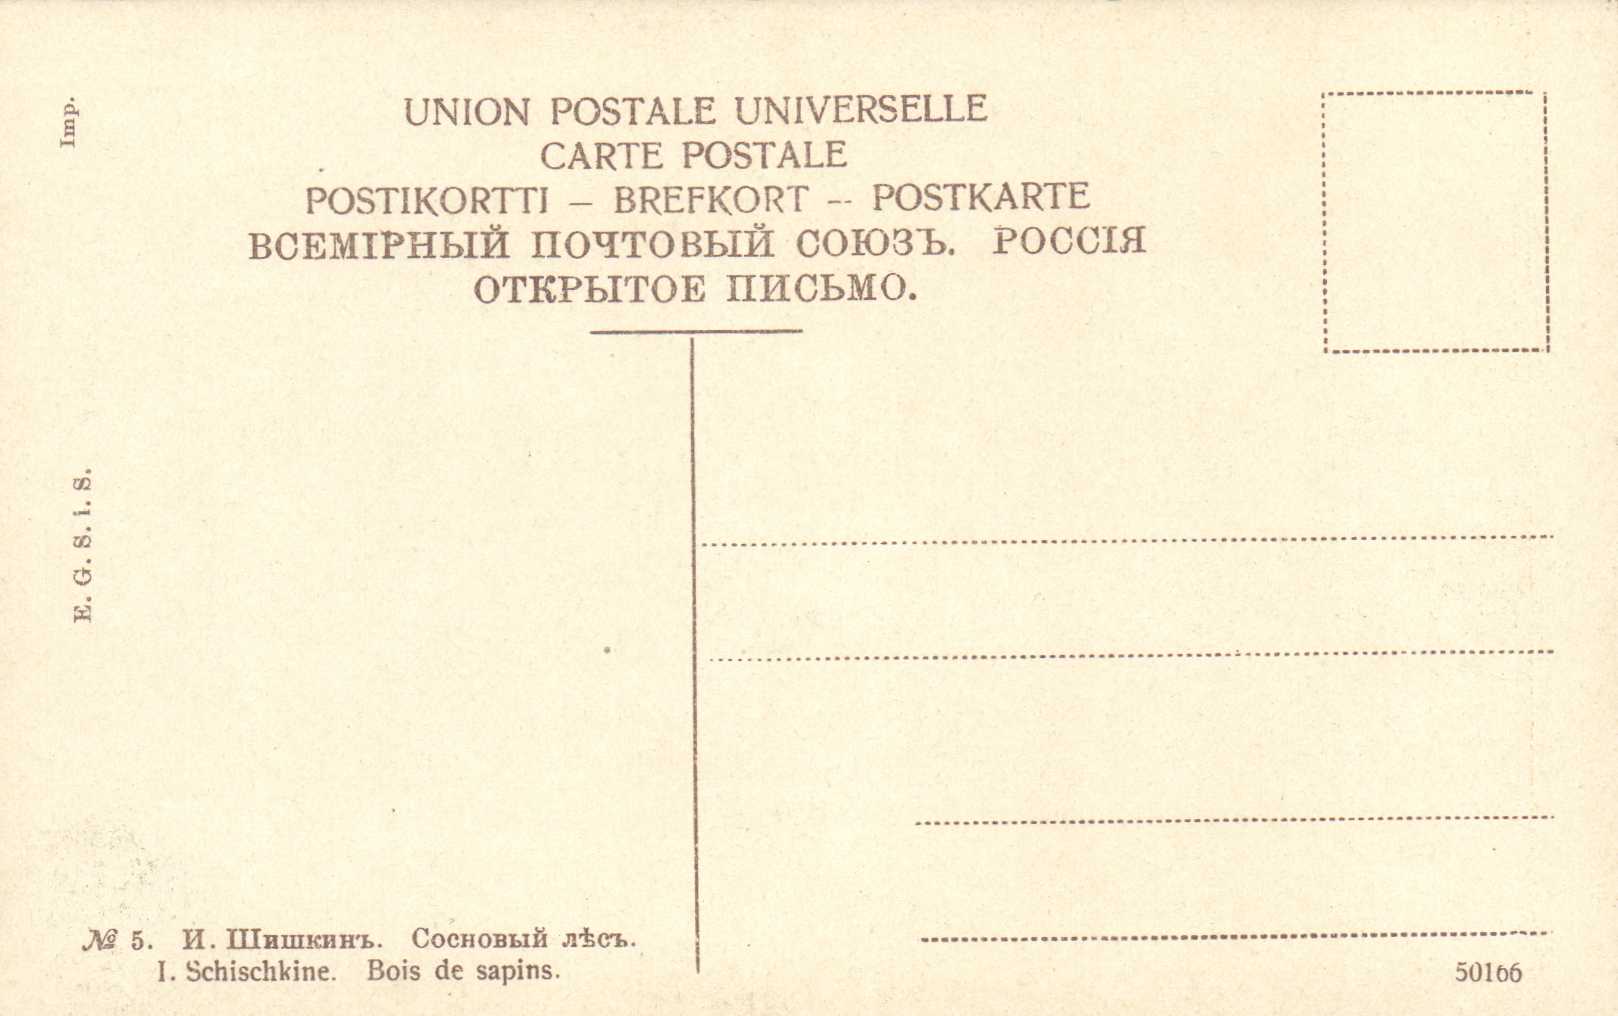 Imp.
UNION POSTALE UNIVERSELLE
CARTE POSTALE
POSTIKORTTI — BREFKORT -- POSTKARTE
ВСЕМІРНЫЙ ПОЧТОВЫЙ СОЮЗЪ. РОССІЯ
ОТКРЫТОЕ ПИСЬМО.
E. G. S. i. S.
№ 5. И. Шишкинъ. Сосновый лѣсъ.
I. Schischkine. Bois de sapins.
50166